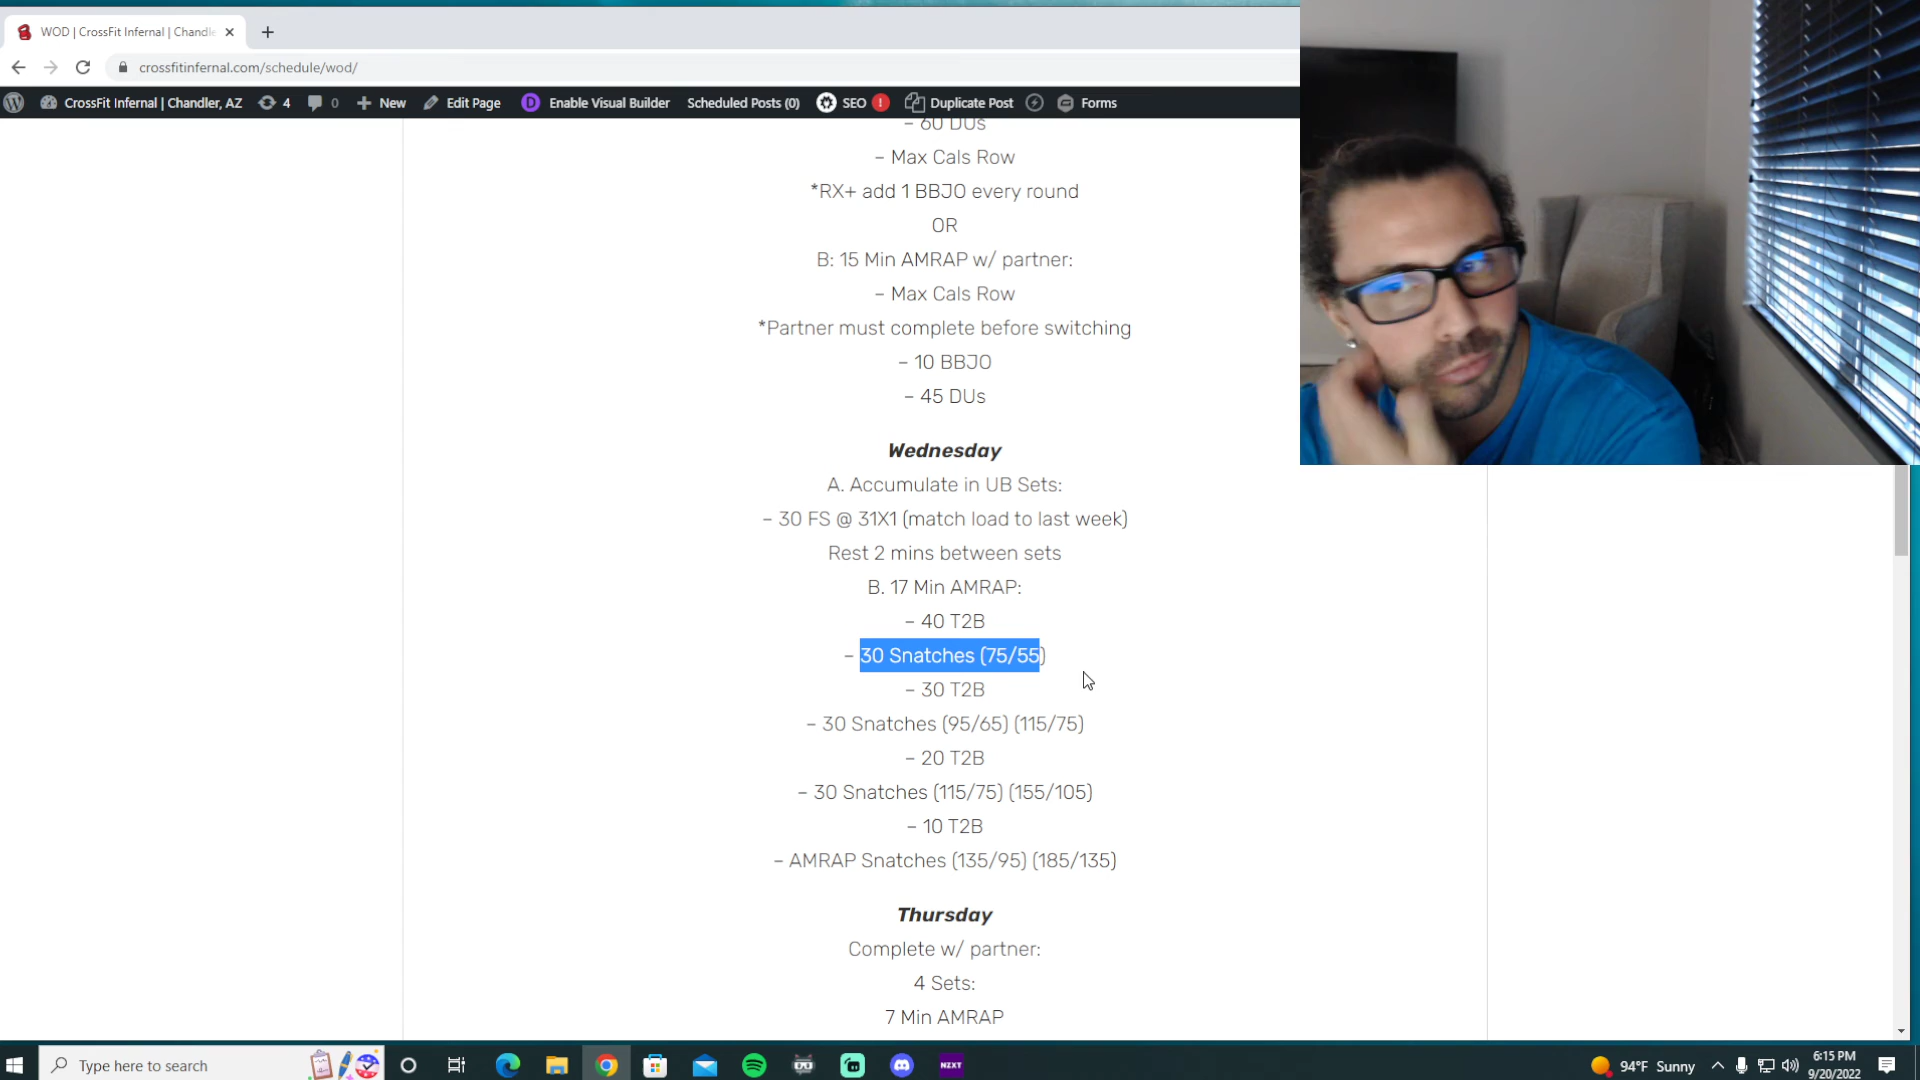 WOD | CrossFit Infernal | Chandle
crossfitinfernal.com/schedule/wod/
CrossFit Infernal | Chandler, AZ 4 0 New Edit Page D Enable Visual Builder Scheduled Posts (0) SEO ! Duplicate Post Forms
– 60 DUs
– Max Cals Row
*RX+ add 1 BBJO every round
OR
B: 15 Min AMRAP w/ partner:
– Max Cals Row
*Partner must complete before switching
– 10 BBJO
– 45 DUs
Wednesday
A. Accumulate in UB Sets:
– 30 FS @ 31X1 (match load to last week)
Rest 2 mins between sets
B. 17 Min AMRAP:
– 40 T2B
– 30 Snatches (75/55)
– 30 T2B
– 30 Snatches (95/65) (115/75)
– 20 T2B
– 30 Snatches (115/75) (155/105)
– 10 T2B
– AMRAP Snatches (135/95) (185/135)
Thursday
Complete w/ partner:
4 Sets:
7 Min AMRAP
Type here to search
NZXT
94°F Sunny
6:15 PM
9/20/2022